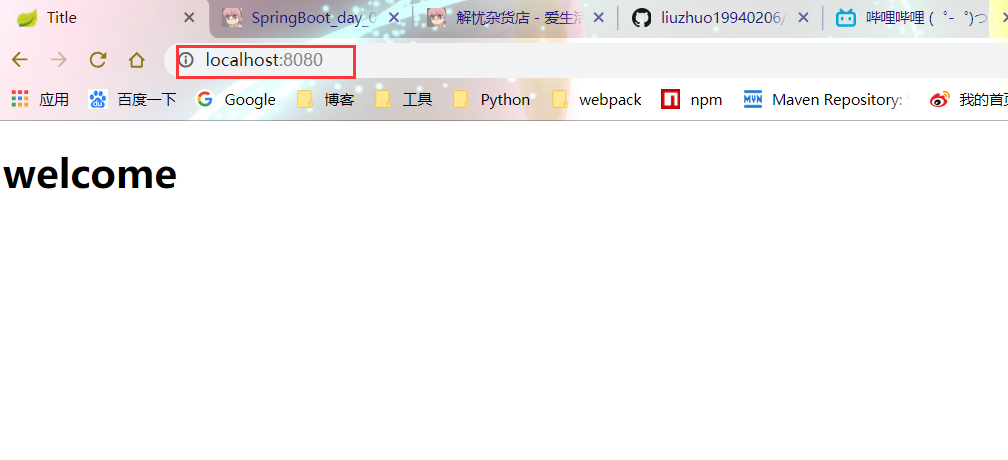 Title SpringBoot_day_0 解忧杂货店 - 爱生活 liuzhuo19940206/ 哔哩哔哩 ( ゜- ゜)つ
localhost:8080
应用 百度一下 Google 博客 工具 Python webpack npm MVN Maven Repository: 我的首页
welcome